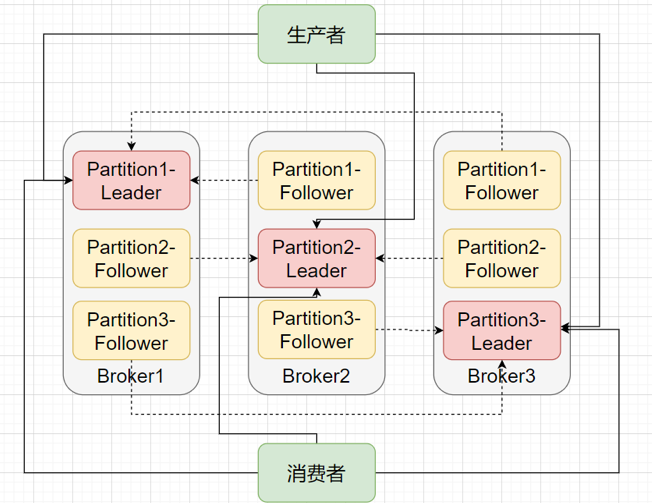 生产者
Partition1-
Leader
Partition1-
Follower
Partition1-
Follower
Partition2-
Follower
Partition2-
Leader
Partition2-
Follower
Partition3-
Follower
Partition3-
Follower
Partition3-
Leader
Broker1
Broker2
Broker3
消费者